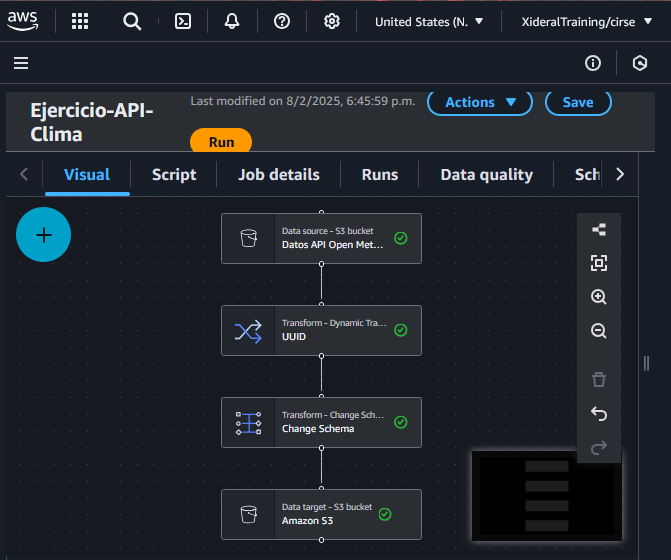 aws
United States (N.
XideralTraining/cirse
Ejercicio-API-
Clima
Last modified on 8/2/2025, 6:45:59 p.m.
Actions
Save
Run
Visual
Script
Job details
Runs
Data quality
Sch
Data source - S3 bucket
Datos API Open Met...
Transform - Dynamic Tra...
UUID
Transform - Change Sch...
Change Schema
Data target - S3 bucket
Amazon S3